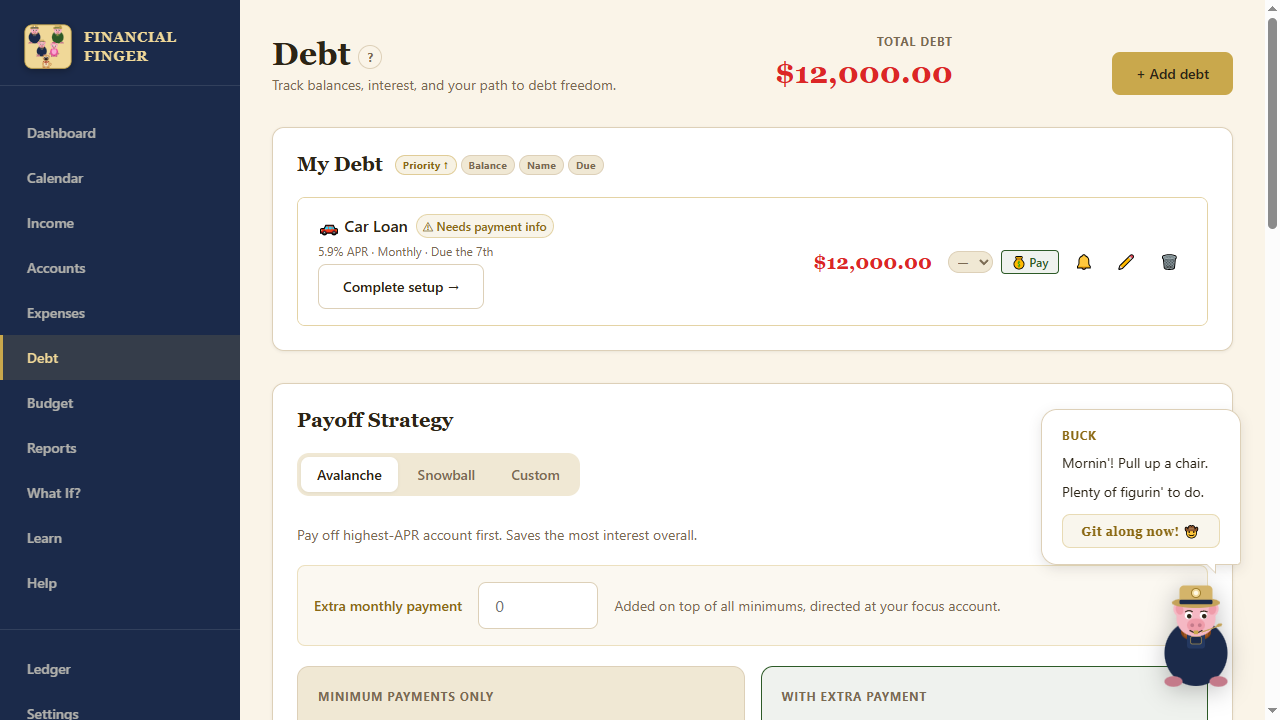 FINANCIAL
FINGER
Dashboard
Calendar
Income
Accounts
Expenses
Debt
Budget
Reports
What If?
Learn
Help
Ledger
Settings
Debt ?
Track balances, interest, and your path to debt freedom.
TOTAL DEBT
$12,000.00
+ Add debt
My Debt Priority ↑ Balance Name Due
🚗 Car Loan ⚠ Needs payment info
5.9% APR · Monthly · Due the 7th
Complete setup →
$12,000.00 — 💰 Pay 🔔 ✏️ 🗑️
Payoff Strategy
Avalanche Snowball Custom
Pay off highest-APR account first. Saves the most interest overall.
Extra monthly payment 0 Added on top of all minimums, directed at your focus account.
MINIMUM PAYMENTS ONLY
WITH EXTRA PAYMENT
BUCK
Mornin'! Pull up a chair.
Plenty of figurin' to do.
Git along now! 🤠